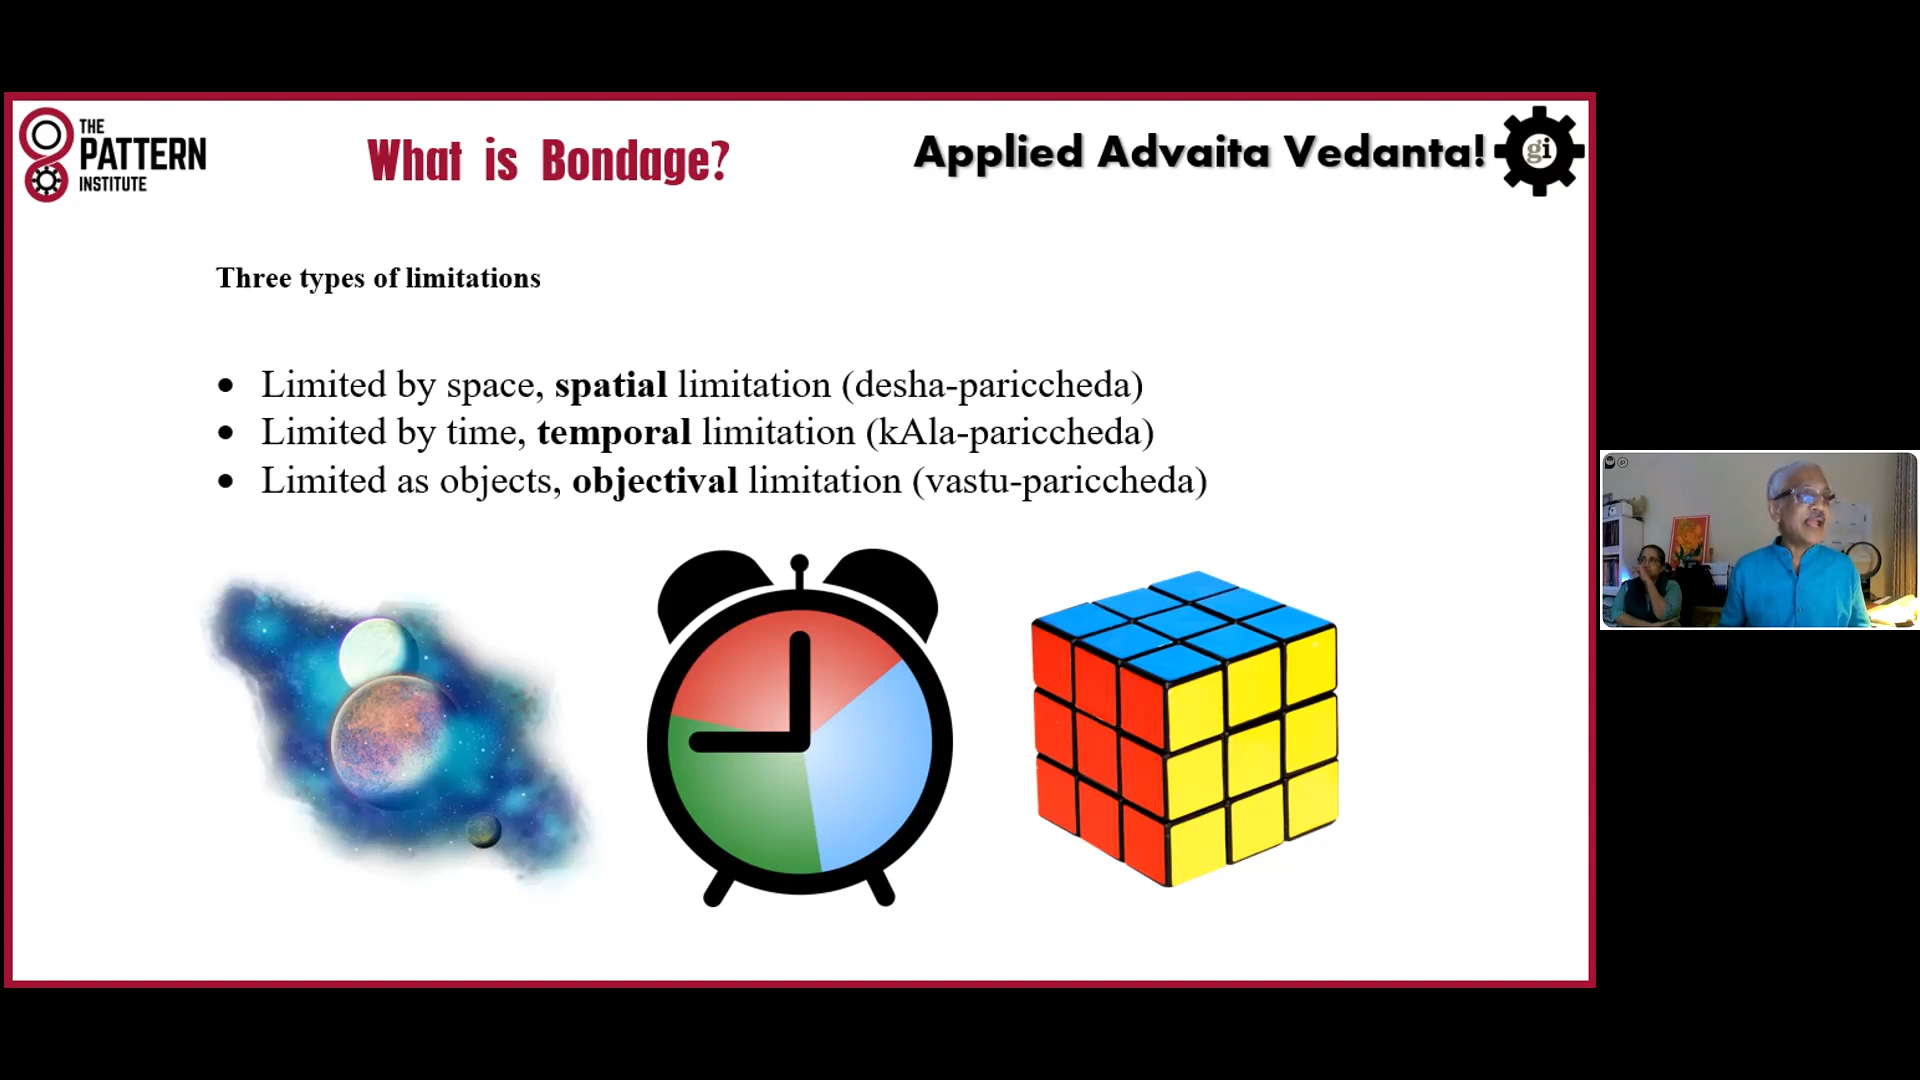 THE
PATTERN
INSTITUTE
What is Bondage?
Applied Advaita Vedanta!
gi
Three types of limitations
• Limited by space, spatial limitation (desha-pariccheda)
• Limited by time, temporal limitation (kAla-pariccheda)
• Limited as objects, objectival limitation (vastu-pariccheda)